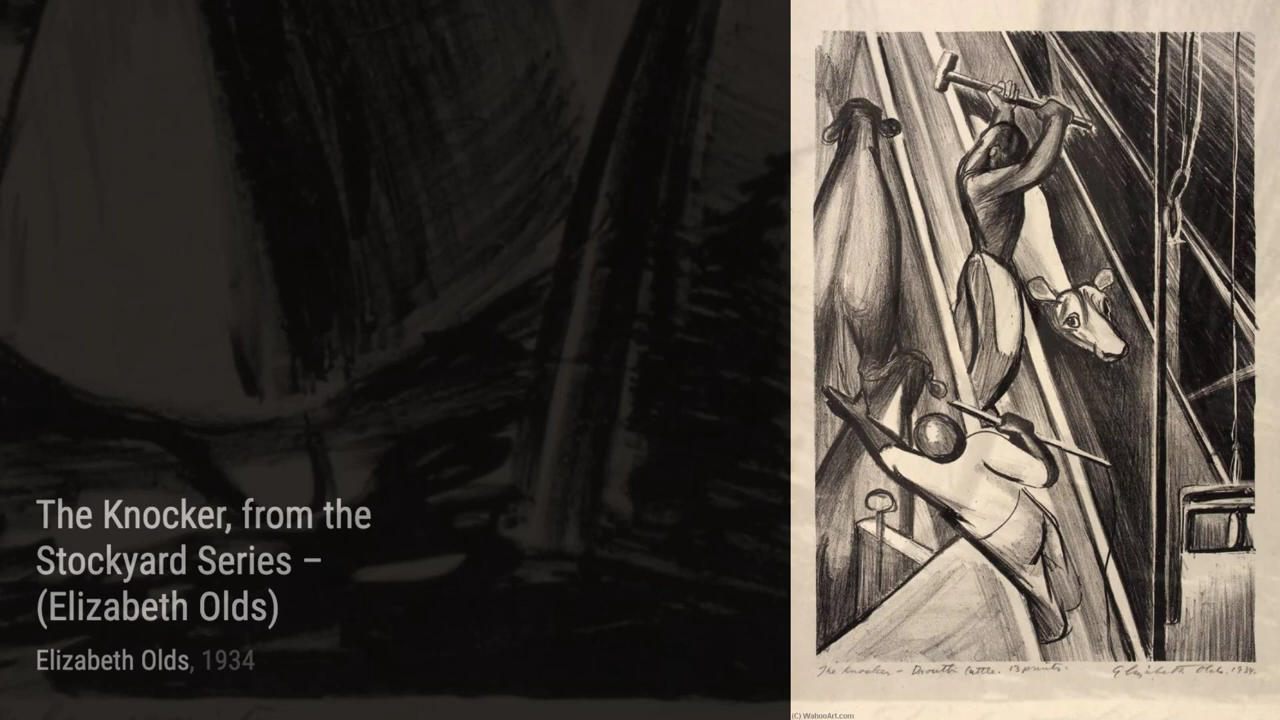 The Knocker, from the
Stockyard Series –
(Elizabeth Olds)
Elizabeth Olds, 1934
The Knocker - Drouth Cattle. 13 prints.
Elizabeth Olds. 1934.
(C) WahooArt.com